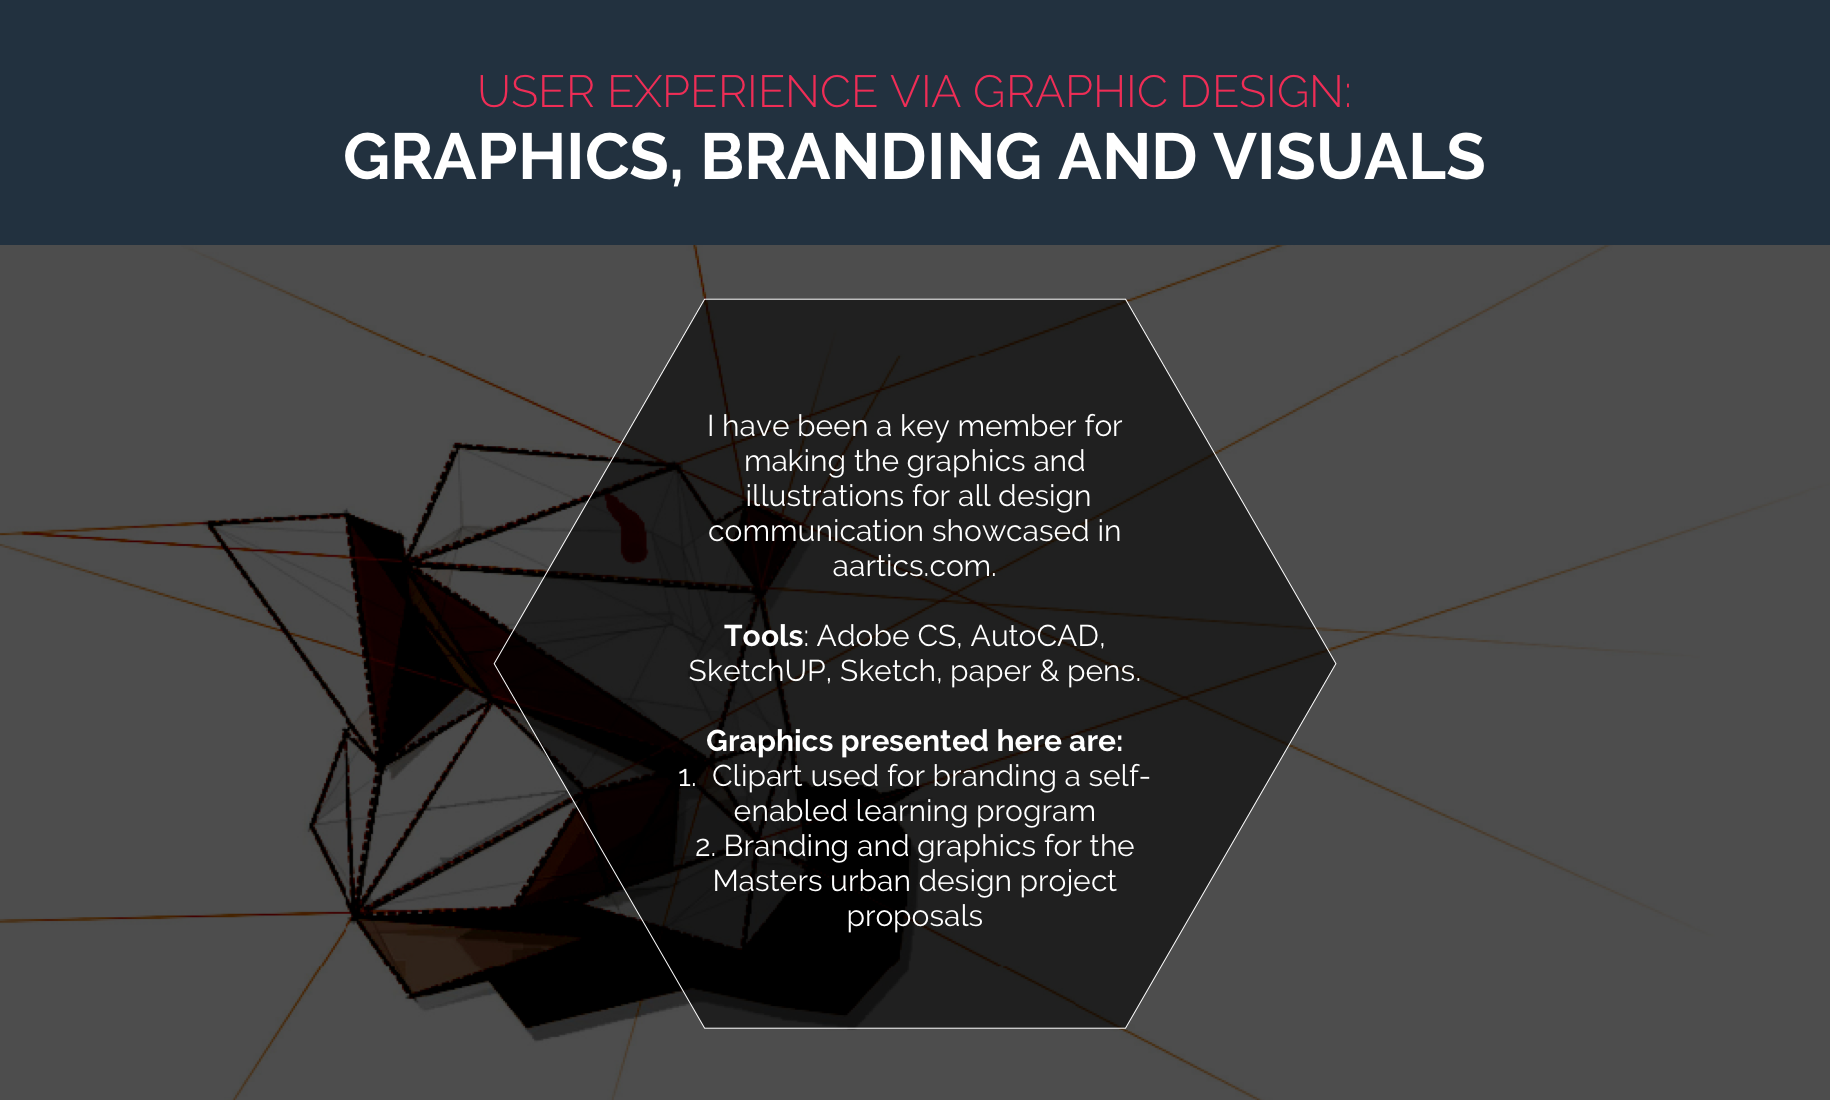 USER EXPERIENCE VIA GRAPHIC DESIGN:
GRAPHICS, BRANDING AND VISUALS
I have been a key member for
making the graphics and
illustrations for all design
communication showcased in
aartics.com.
Tools: Adobe CS, AutoCAD,
SketchUP, Sketch, paper & pens.
Graphics presented here are:
1. Clipart used for branding a self-
enabled learning program
2. Branding and graphics for the
Masters urban design project
proposals